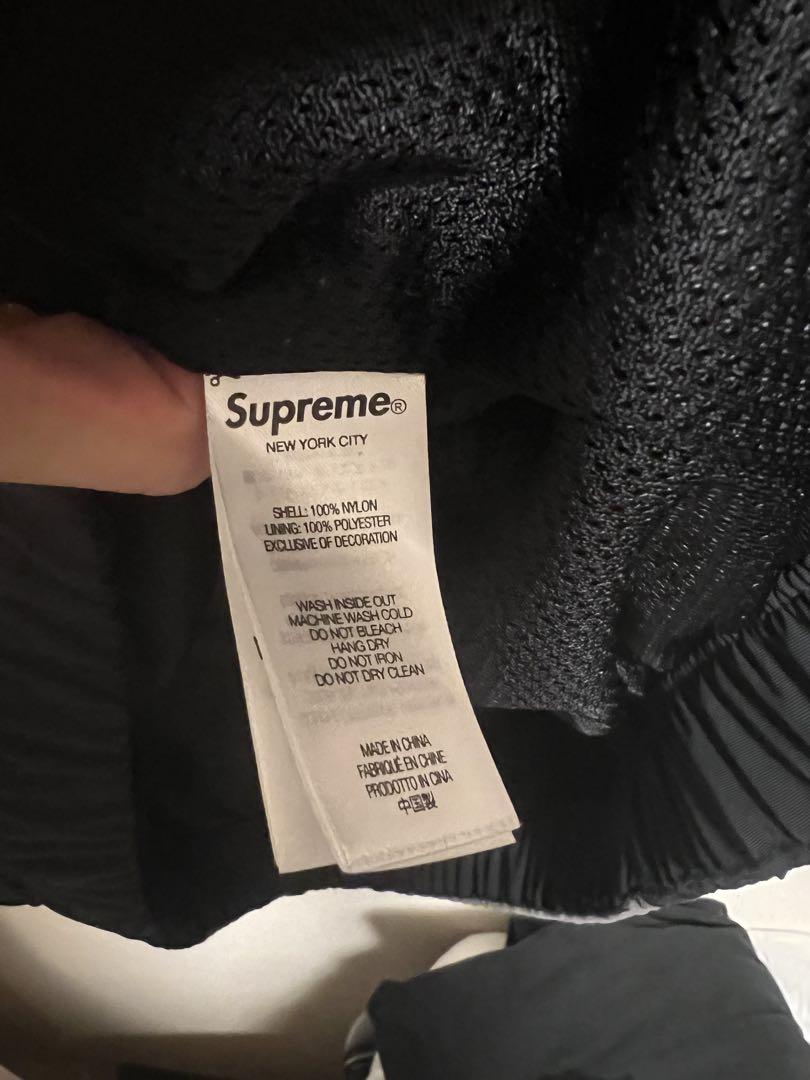 Supreme®
NEW YORK CITY
SHELL: 100% NYLON
LINING: 100% POLYESTER
EXCLUSIVE OF DECORATION
WASH INSIDE OUT
MACHINE WASH COLD
DO NOT BLEACH
HANG DRY
DO NOT IRON
DO NOT DRY CLEAN
MADE IN CHINA
FABRIQUÉ EN CHINE
PRODOTTO IN CINA
中国製